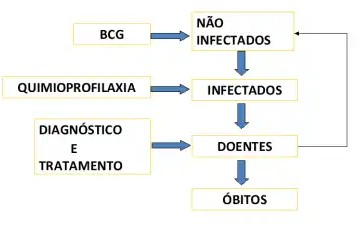 BCG
NÃO
INFECTADOS
QUIMIOPROFILAXIA
INFECTADOS
DIAGNÓSTICO
E
TRATAMENTO
DOENTES
ÓBITOS